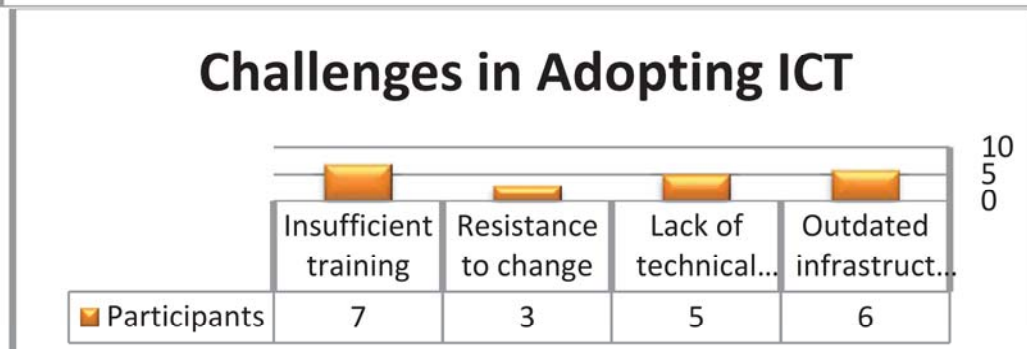 Challenges in Adopting ICT
10
5
0
Insufficient training
Resistance to change
Lack of technical...
Outdated infrastruct...
Participants 7 3 5 6